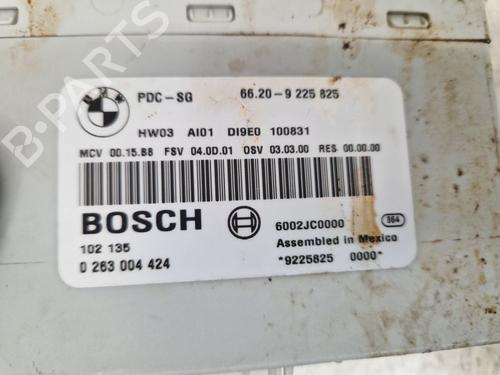 B-PARTS
BMW
PDC-SG 66.20-9 225 825
HW03 AI01 DI9E0 100831
MCV 00.15.B8 FSV 04.0D.01 OSV 03.03.00 RES 00.00.00
BOSCH 6002JC0000 364
102 135 Assembled in Mexico
0 263 004 424 *9225825 0000*